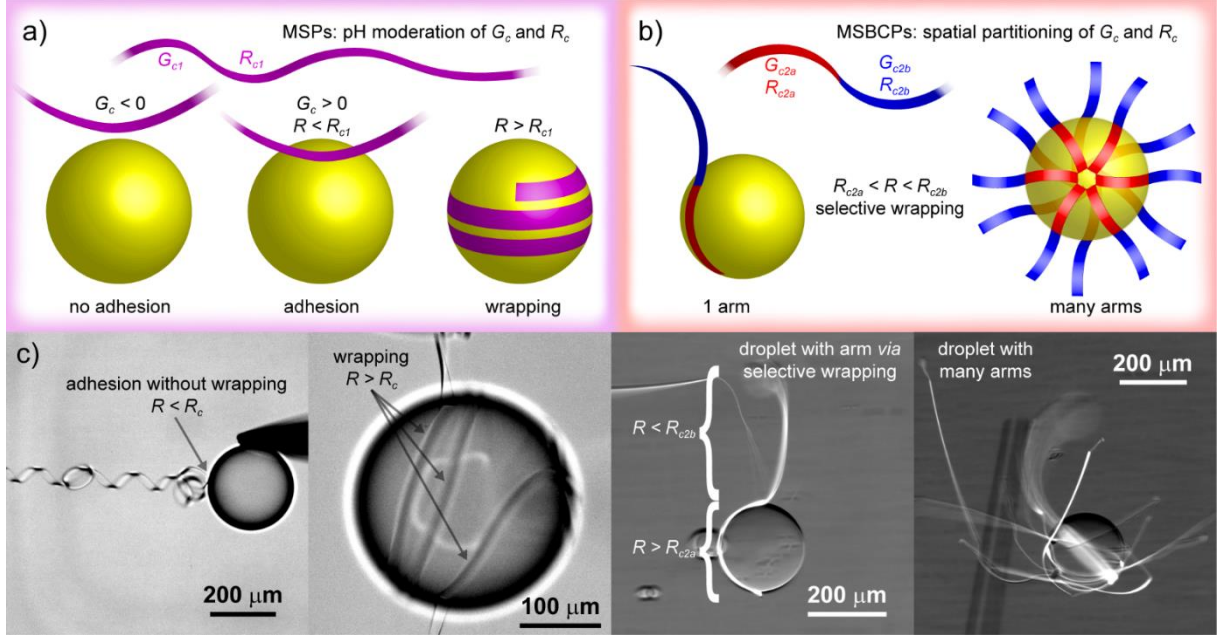 a)
MSPs: pH moderation of Gc and Rc
Gc1
Rc1
Gc < 0
Gc > 0
R < Rc1
R > Rc1
no adhesion
adhesion
wrapping
b)
MSBCPs: spatial partitioning of Gc and Rc
Gc2a
Rc2a
Gc2b
Rc2b
Rc2a < R < Rc2b
selective wrapping
1 arm
many arms
c)
adhesion without wrapping
R < Rc
200 μm
wrapping
R > Rc
100 μm
droplet with arm via
selective wrapping
R < Rc2b
R > Rc2a
200 μm
droplet with
many arms
200 μm